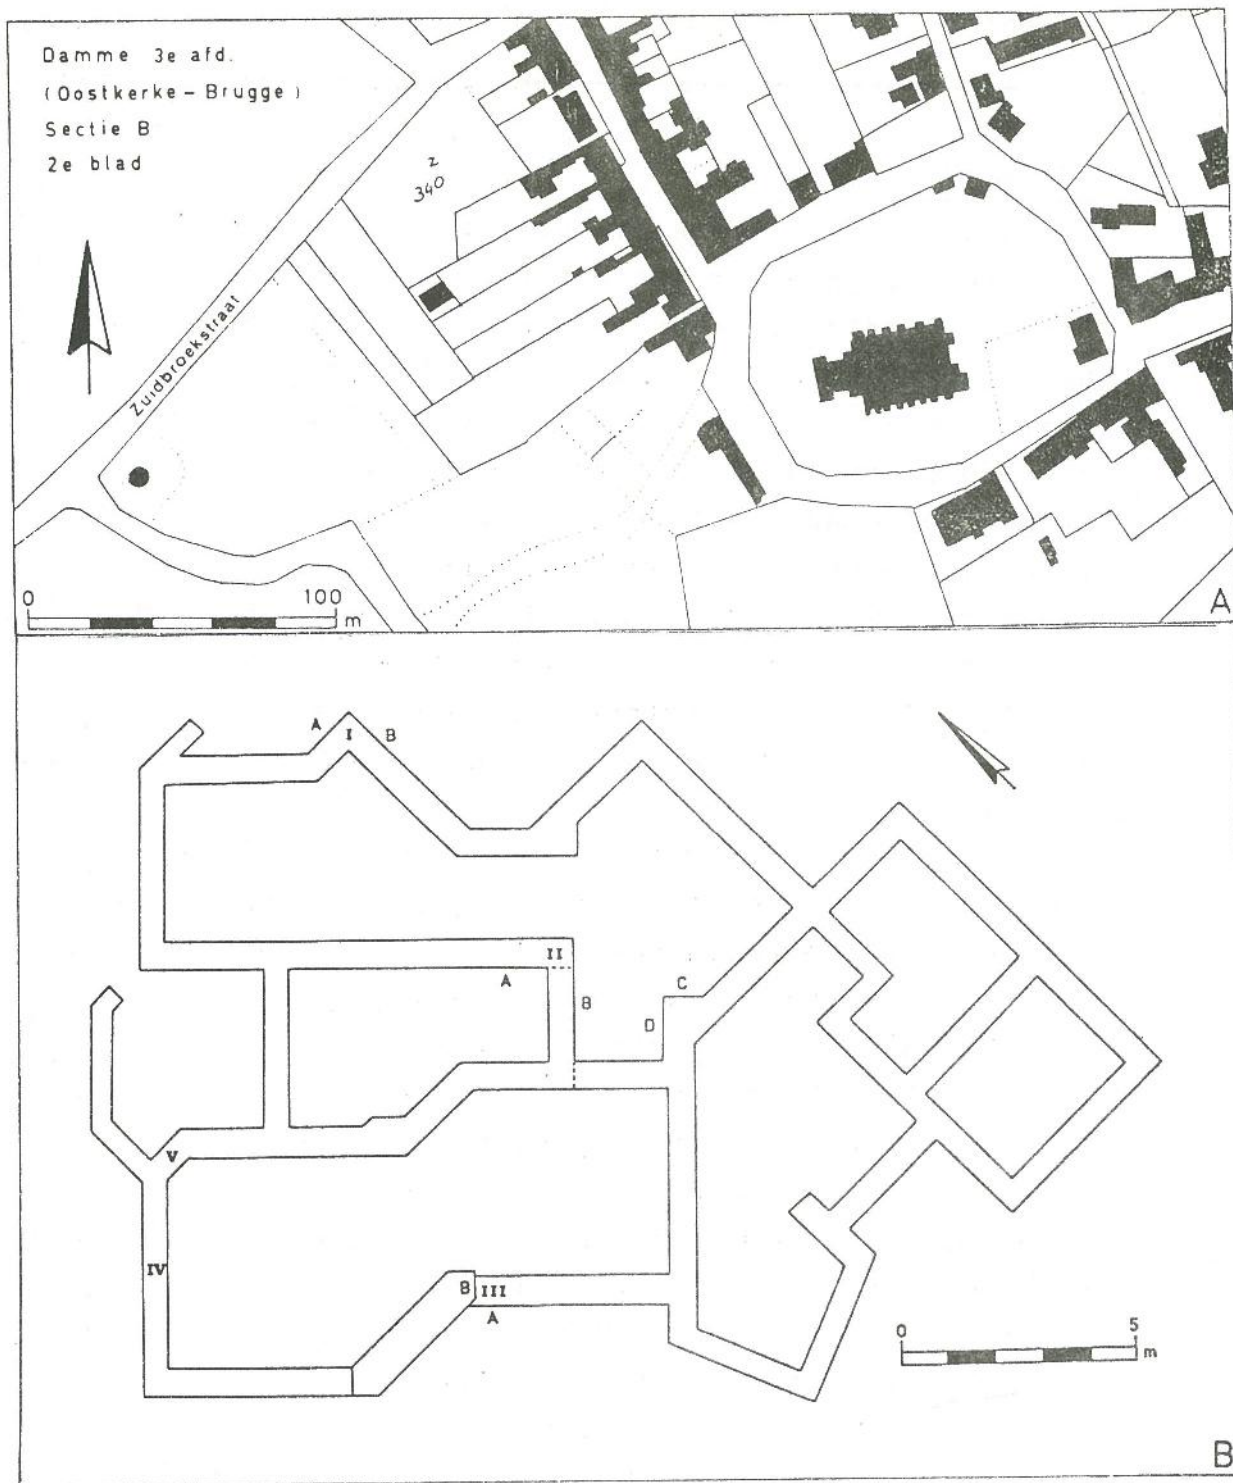 Damme 3e afd.
(Oostkerke – Brugge)
Sectie B
2e blad
z
340
Zuidbroekstraat
0 100
m
A
A
I
B
II
A
B
C
D
V
IV
B
III
A
0 5
m
B